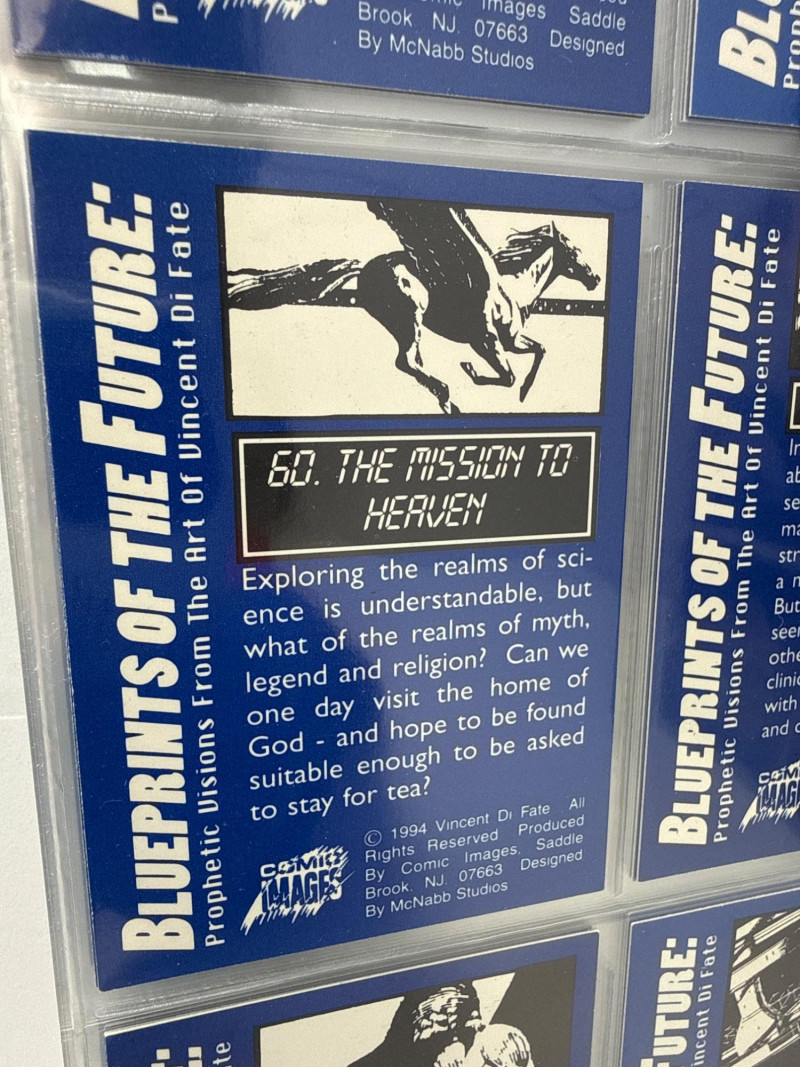 Images Saddle
Brook NJ. 07663 Designed
By McNabb Studios
BLUEPRINTS OF THE FUTURE:
Prophetic Visions From The Art Of Vincent Di Fate
60. THE MISSION TO
HEAVEN
Exploring the realms of sci-
ence is understandable, but
what of the realms of myth,
legend and religion? Can we
one day visit the home of
God - and hope to be found
suitable enough to be asked
to stay for tea?
COMIC
IMAGES
© 1994 Vincent Di Fate All
Rights Reserved Produced
By Comic Images. Saddle
Brook. NJ. 07663 Designed
By McNabb Studios
BLUEPRINTS OF THE FUTURE:
Prophetic Visions From The Art Of Vincent Di Fate
a
But
with
and
FUTURE:
Di Fate